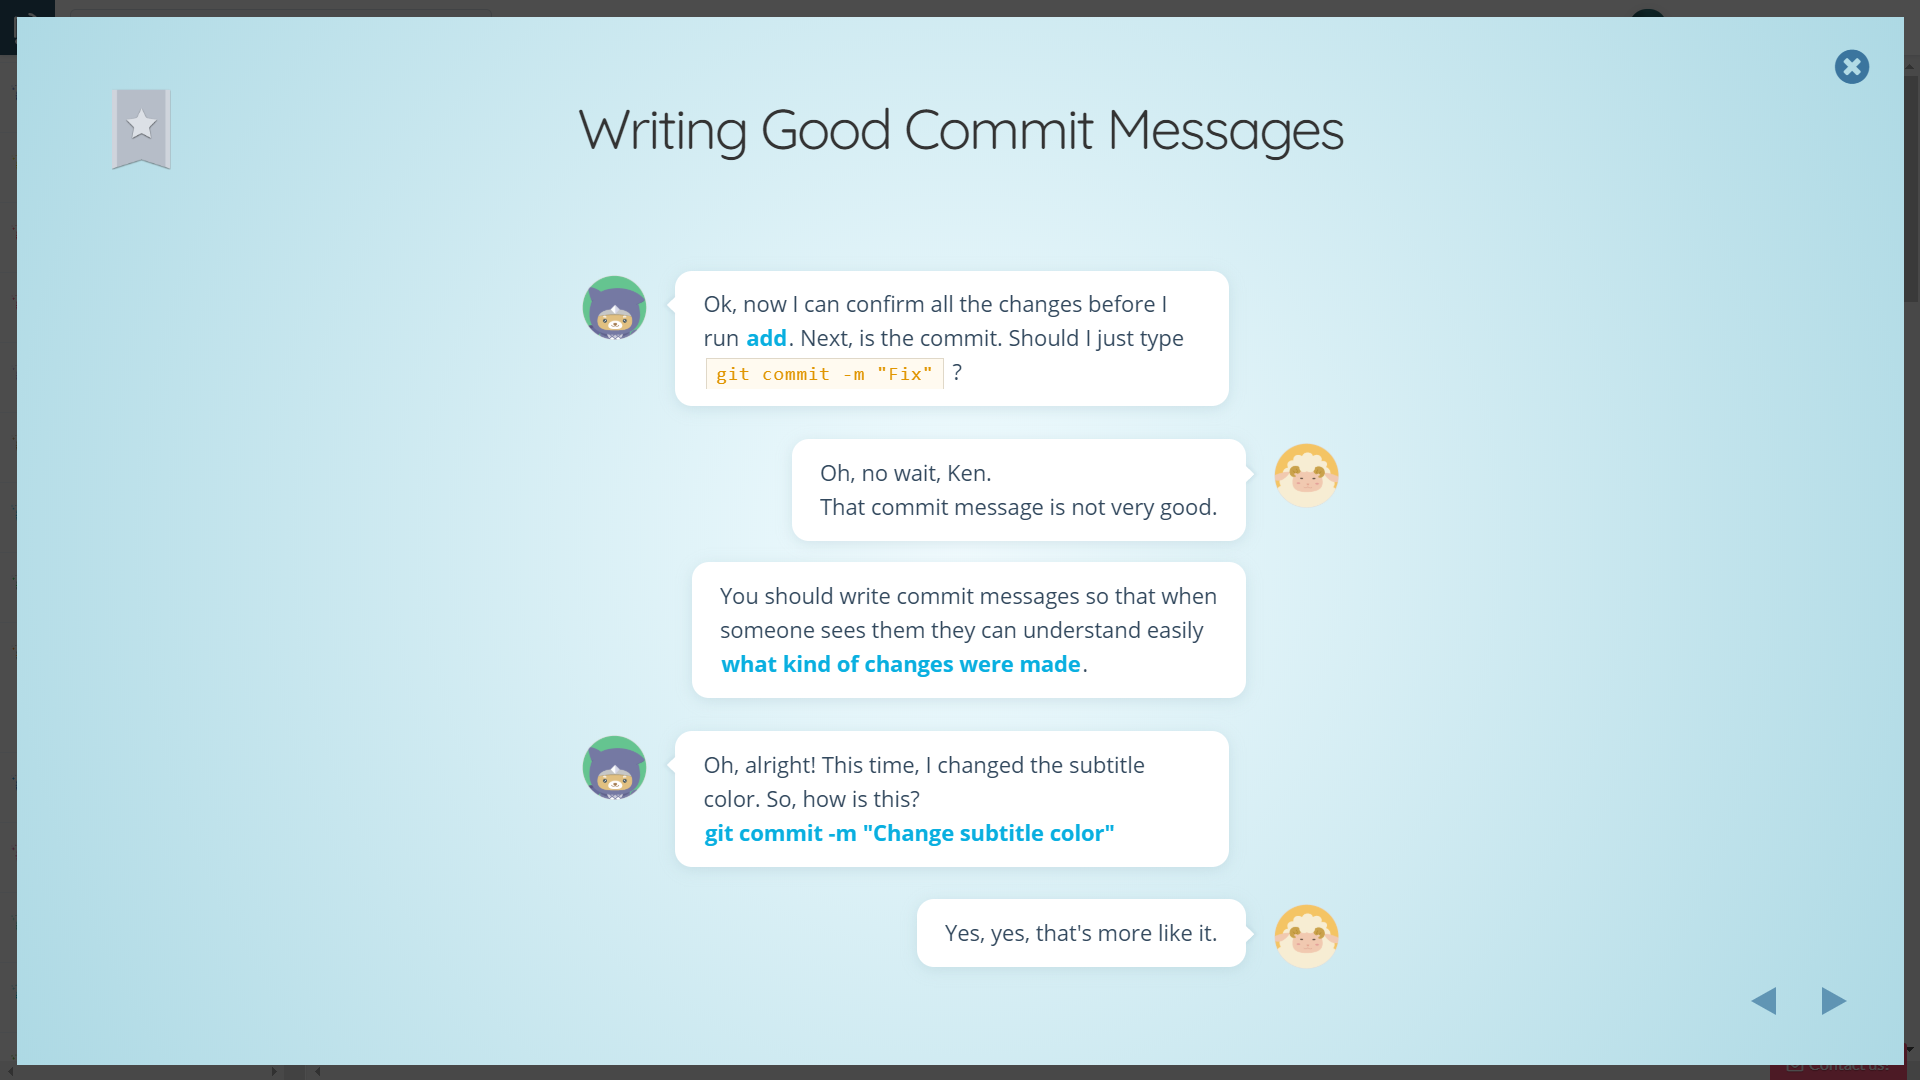 Writing Good Commit Messages
Ok, now I can confirm all the changes before I
run add. Next, is the commit. Should I just type
git commit -m "Fix" ?
Oh, no wait, Ken.
That commit message is not very good.
You should write commit messages so that when
someone sees them they can understand easily
what kind of changes were made.
Oh, alright! This time, I changed the subtitle
color. So, how is this?
git commit -m "Change subtitle color"
Yes, yes, that's more like it.
Contact us!